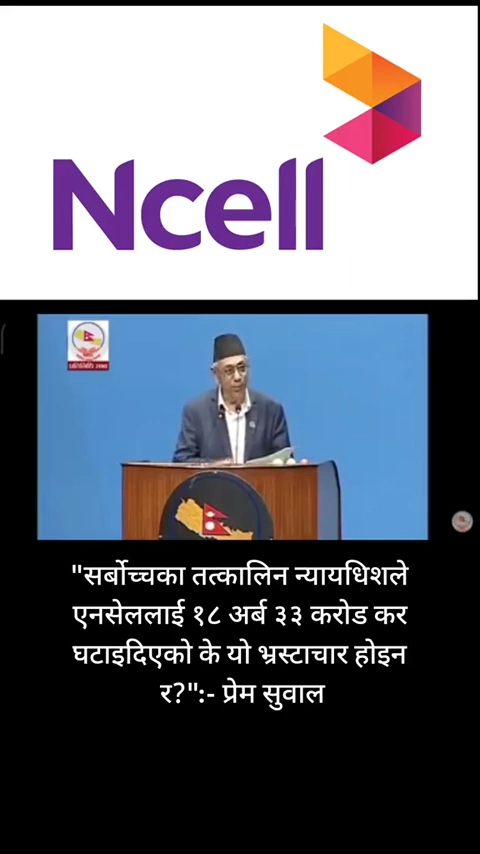 Ncell
"सर्बोच्चका तत्कालिन न्यायधिशले
एनसेललाई १८ अर्ब ३३ करोड कर
घटाइदिएको के यो भ्रस्टाचार होइन
र?":- प्रेम सुवाल